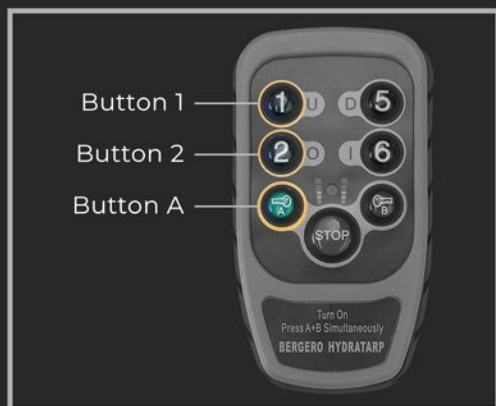 Button 1
Button 2
Button A
1 U D 5
2 O I 6
A
B
STOP
Turn On
Press A+B Simultaneously
BERGERO HYDRATARP